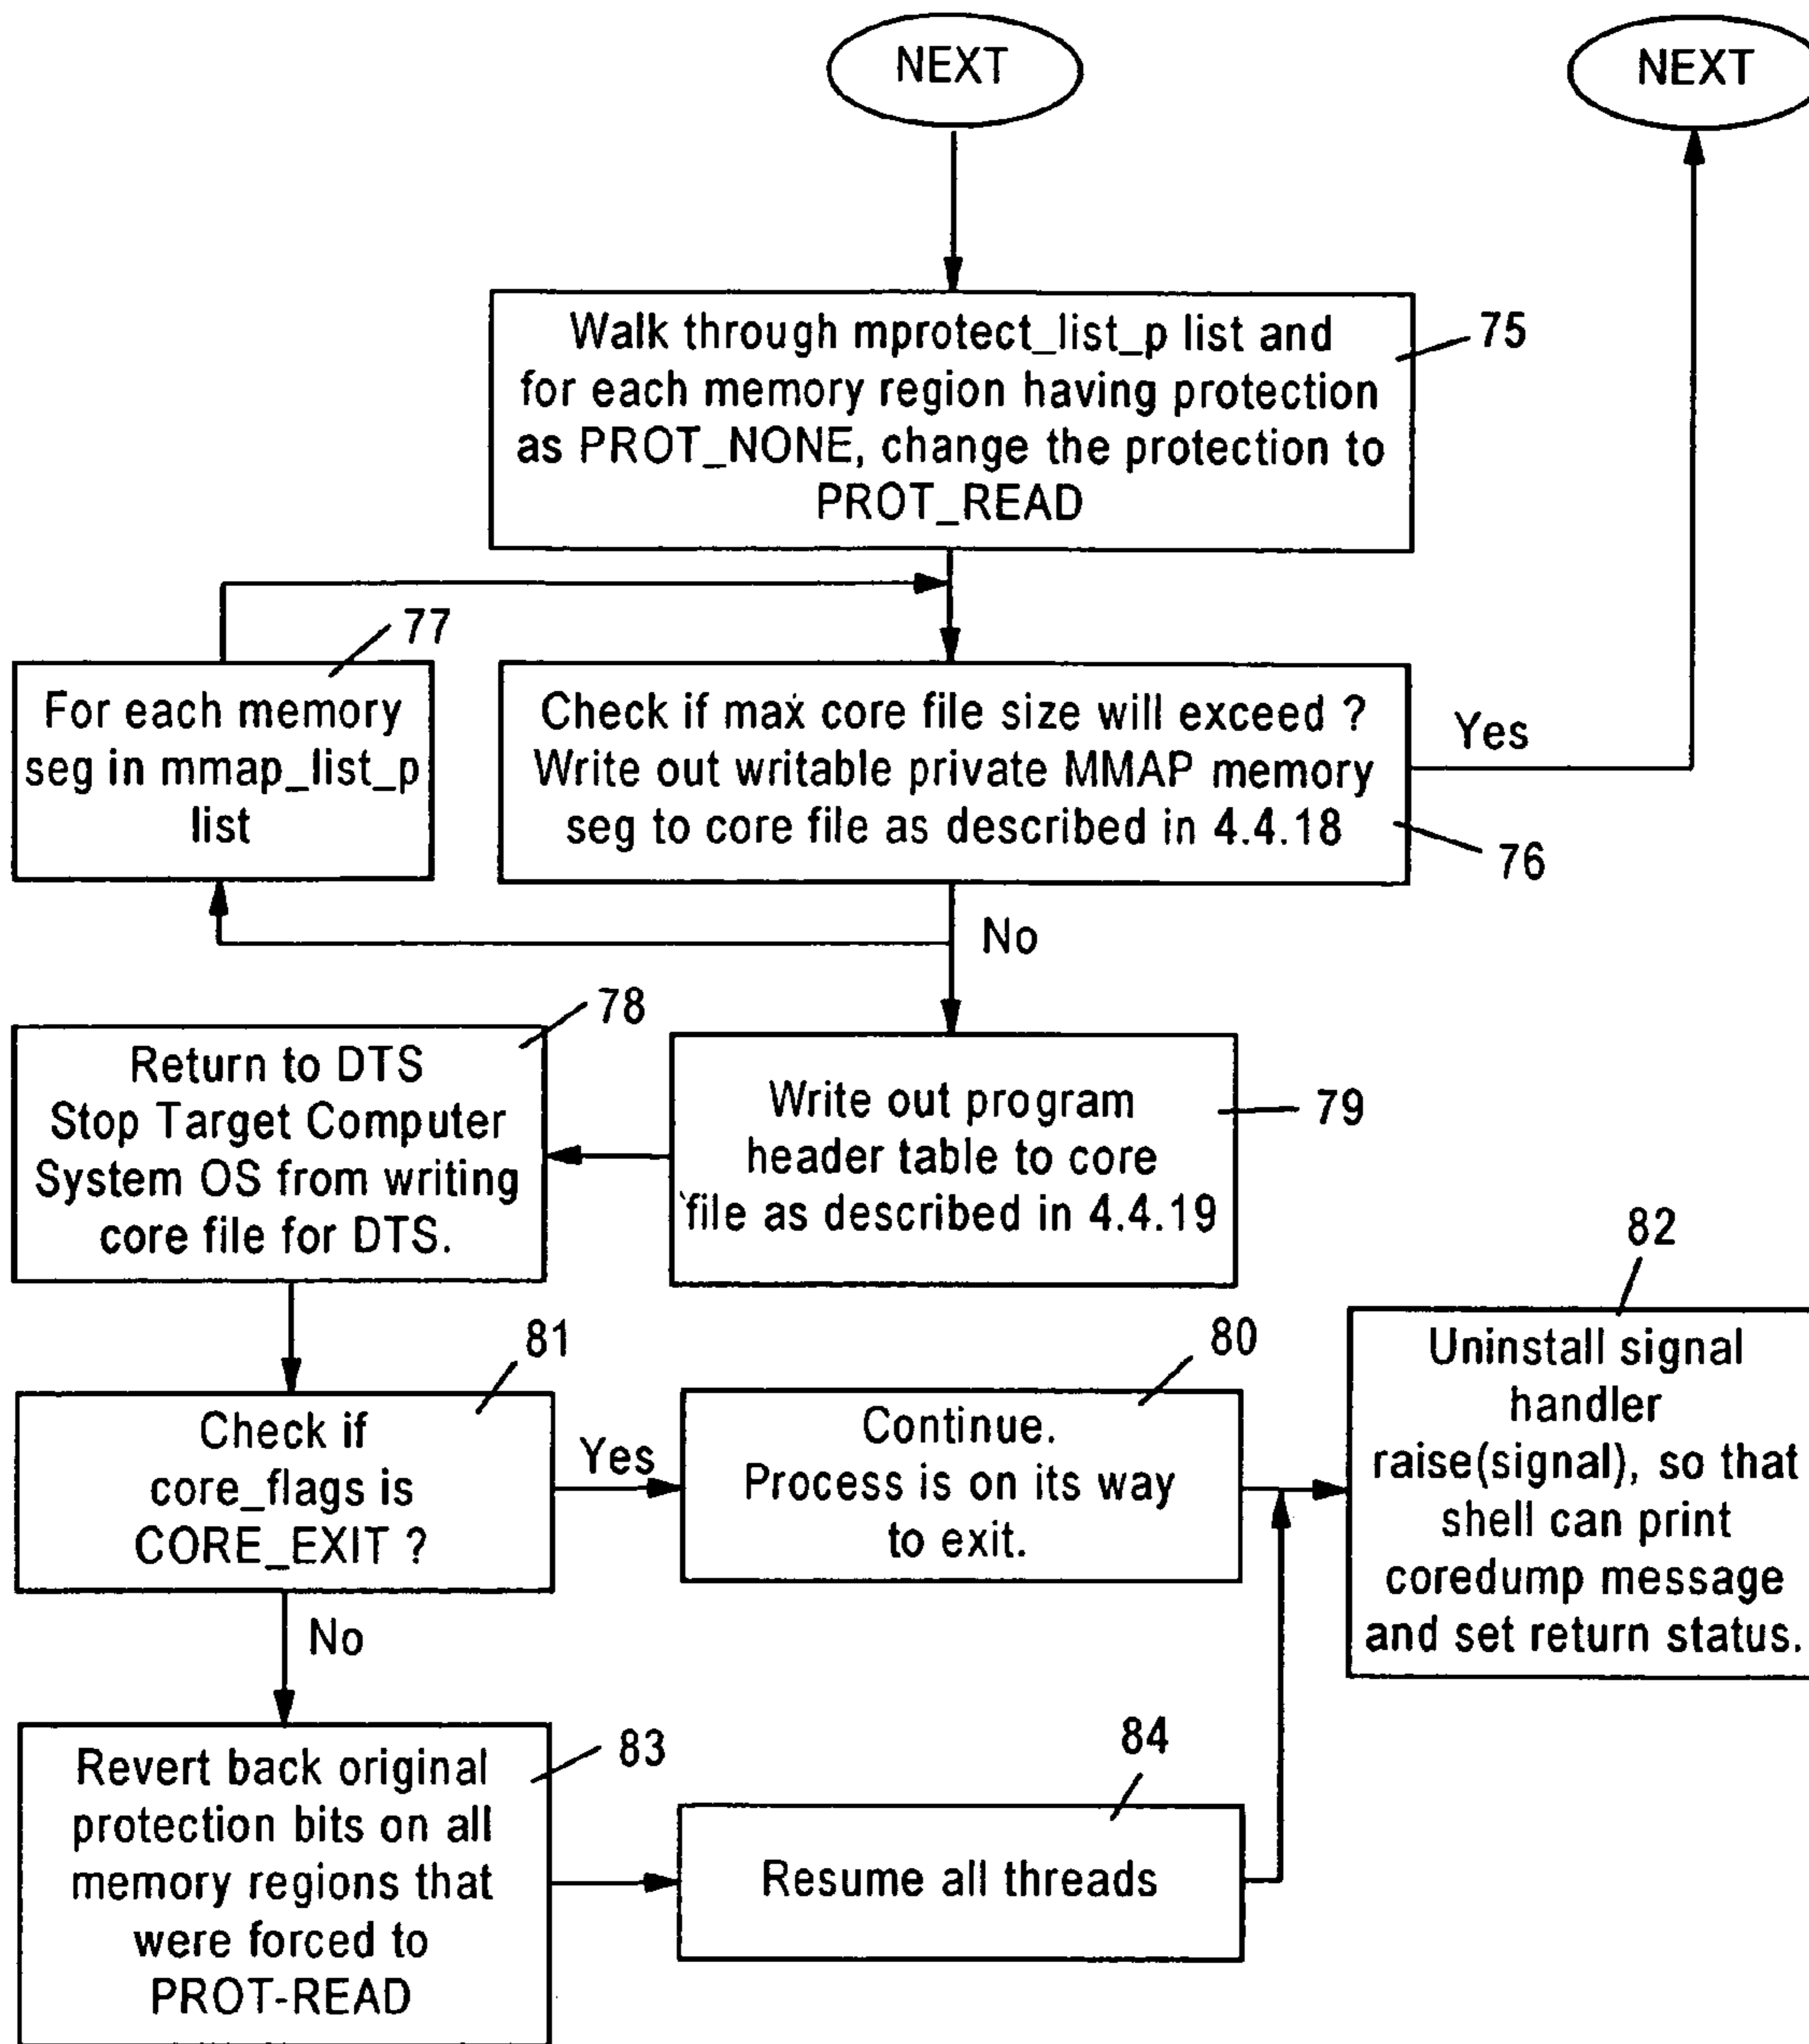 NEXT
NEXT
Walk through mprotect_list_p list and
for each memory region having protection
as PROT_NONE, change the protection to
PROT_READ
75
77
For each memory
seg in mmap_list_p
list
Check if max core file size will exceed ?
Write out writable private MMAP memory
seg to core file as described in 4.4.18
Yes
76
No
78
Return to DTS
Stop Target Computer
System OS from writing
core file for DTS.
Write out program
header table to core
file as described in 4.4.19
79
82
Uninstall signal
handler
raise(signal), so that
shell can print
coredump message
and set return status.
81
Check if
core_flags is
CORE_EXIT ?
Yes
80
Continue.
Process is on its way
to exit.
No
83
Revert back original
protection bits on all
memory regions that
were forced to
PROT-READ
84
Resume all threads